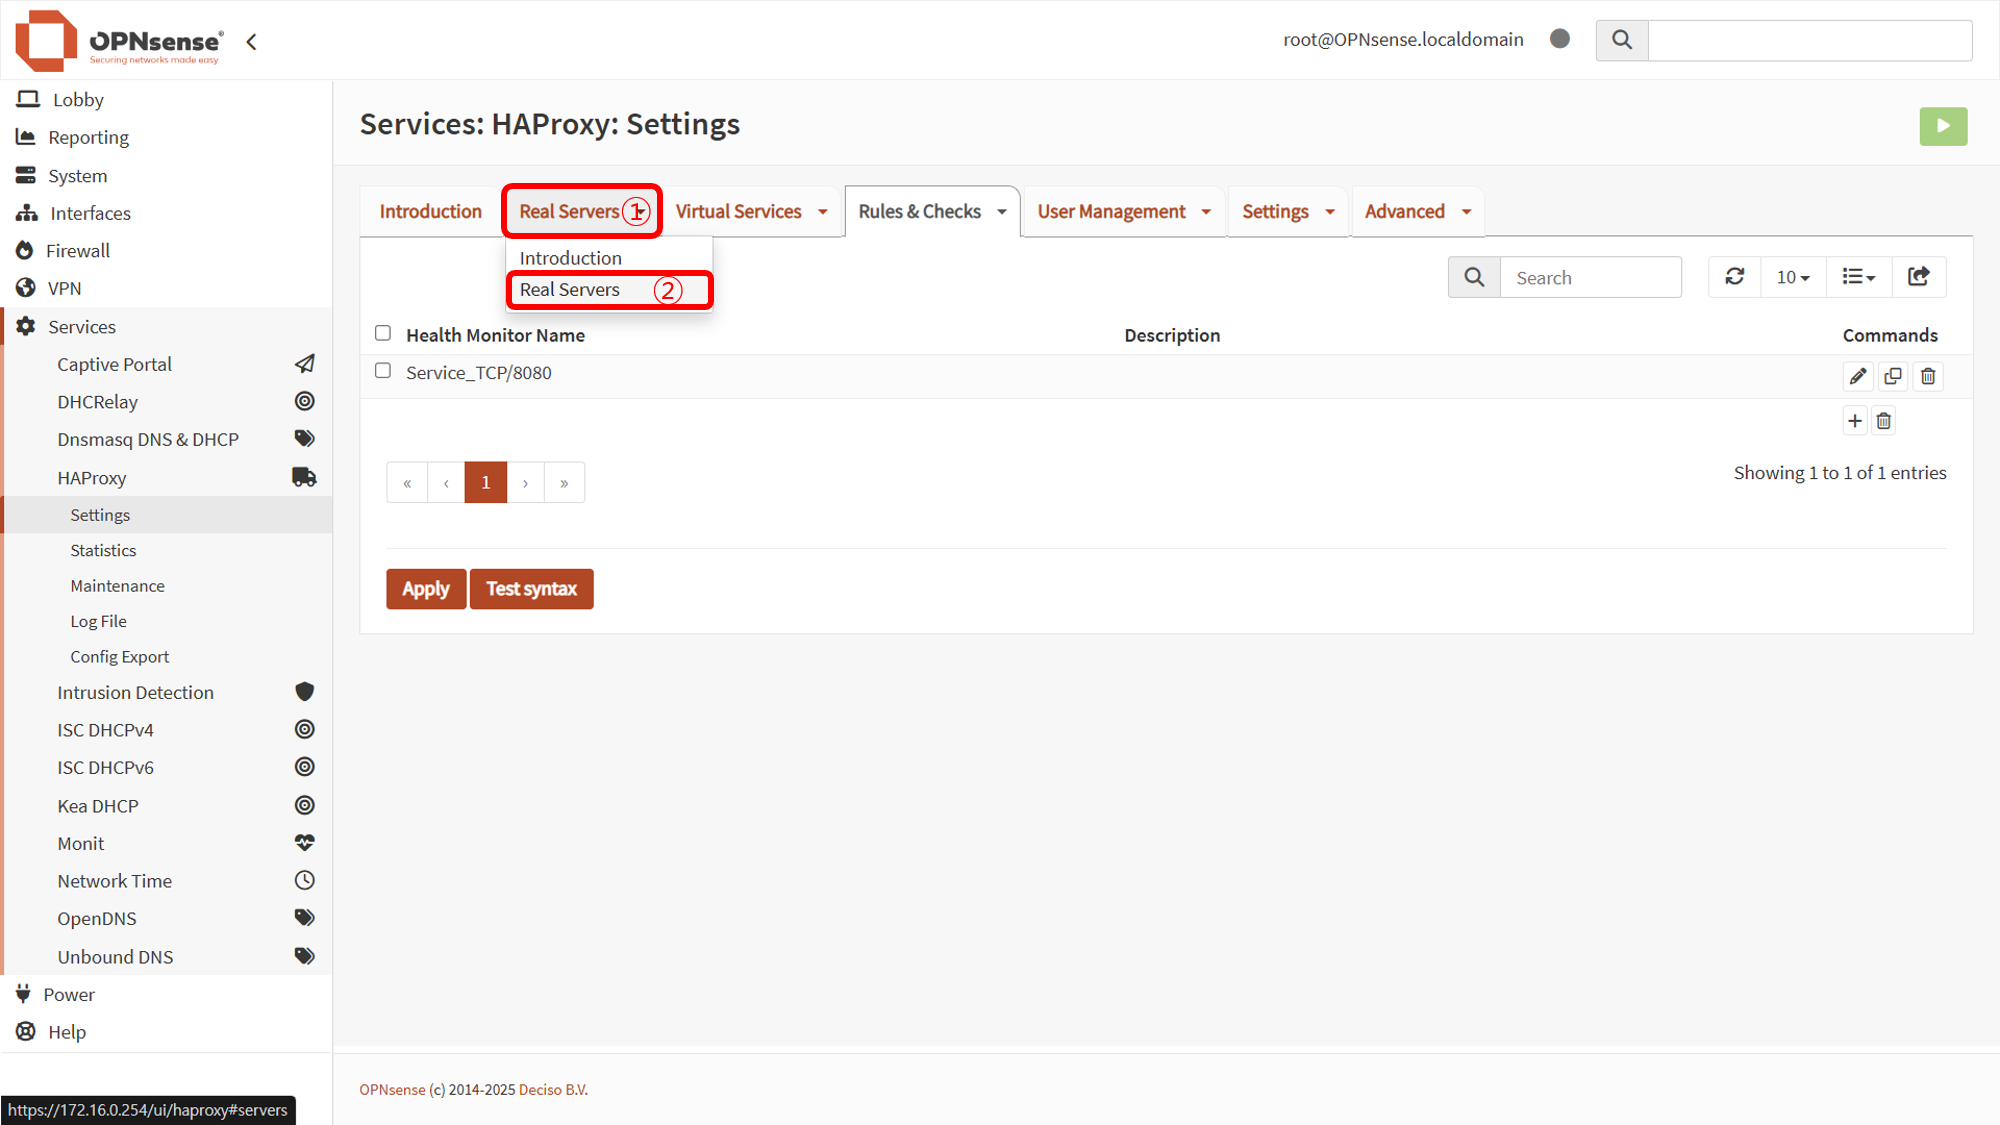 OPNsense®
Securing networks made easy
root@OPNsense.localdomain
Lobby
Reporting
System
Interfaces
Firewall
VPN
Services
Captive Portal
DHCRelay
Dnsmasq DNS & DHCP
HAProxy
Settings
Statistics
Maintenance
Log File
Config Export
Intrusion Detection
ISC DHCPv4
ISC DHCPv6
Kea DHCP
Monit
Network Time
OpenDNS
Unbound DNS
Power
Help
https://172.16.0.254/ui/haproxy#servers
Services: HAProxy: Settings
Introduction Real Servers ① Virtual Services Rules & Checks User Management Settings Advanced
Introduction
Real Servers ②
Search 10
Health Monitor Name Description Commands
Service_TCP/8080
« ‹ 1 › »
Showing 1 to 1 of 1 entries
Apply Test syntax
OPNsense (c) 2014-2025 Deciso B.V.